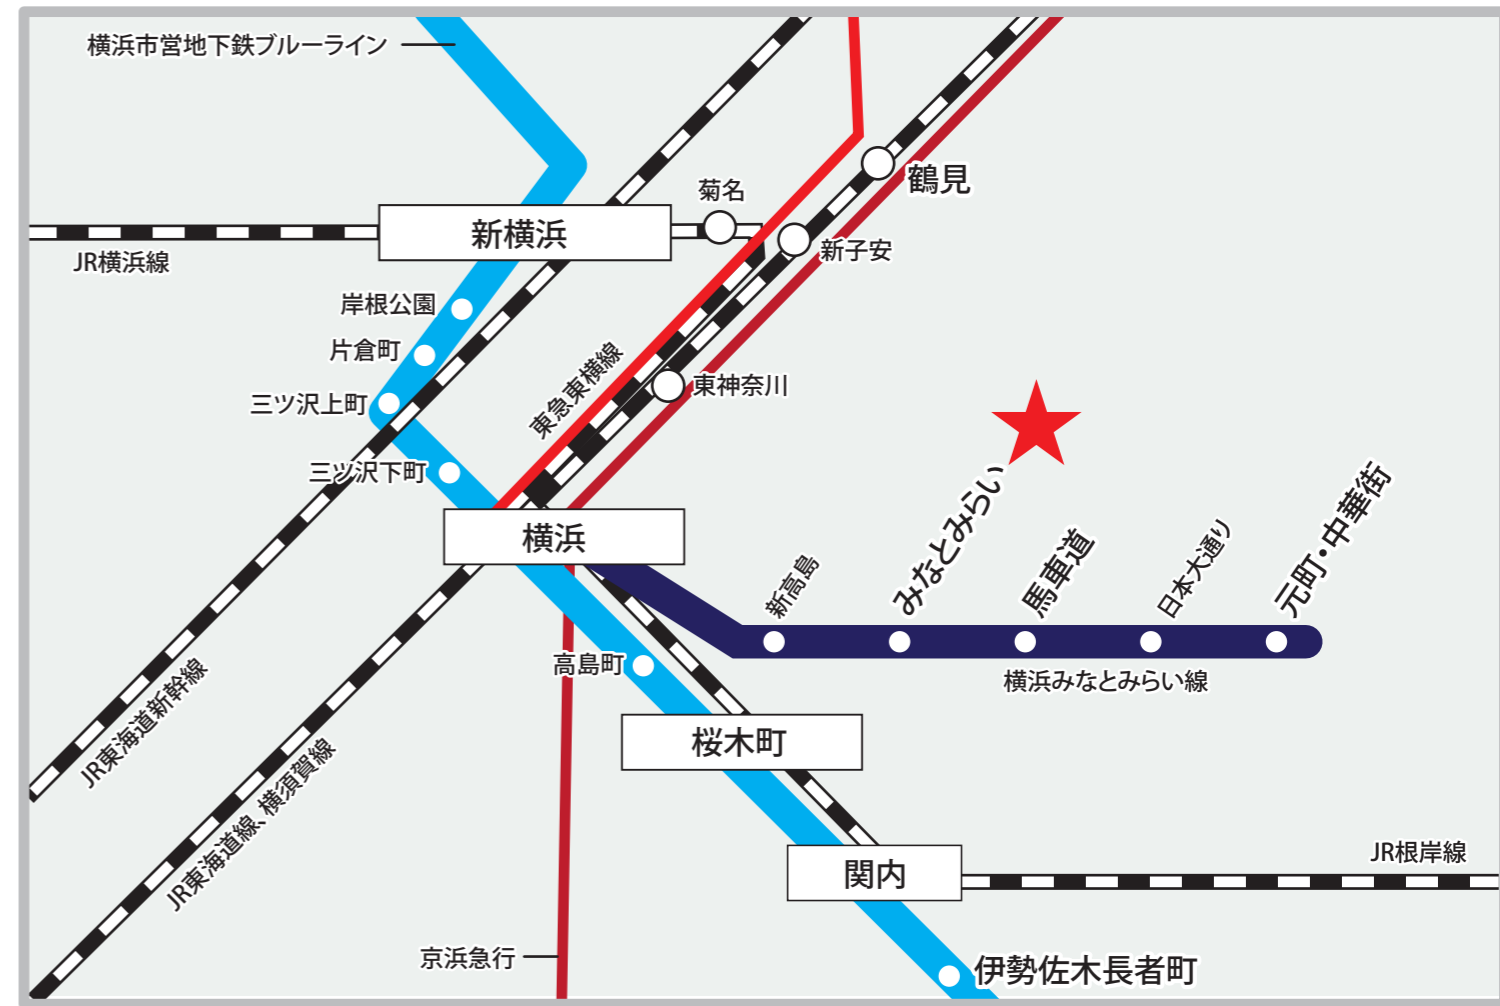 横浜市営地下鉄ブルーライン
鶴見
菊名
新横浜
新子安
JR横浜線
岸根公園
片倉町
東急東横線
東神奈川
三ツ沢上町
三ツ沢下町
横浜
新高島
みなとみらい
馬車道
日本大通り
元町・中華街
高島町
横浜みなとみらい線
JR東海道新幹線
桜木町
JR東海道線、横須賀線
関内
JR根岸線
京浜急行
伊勢佐木長者町